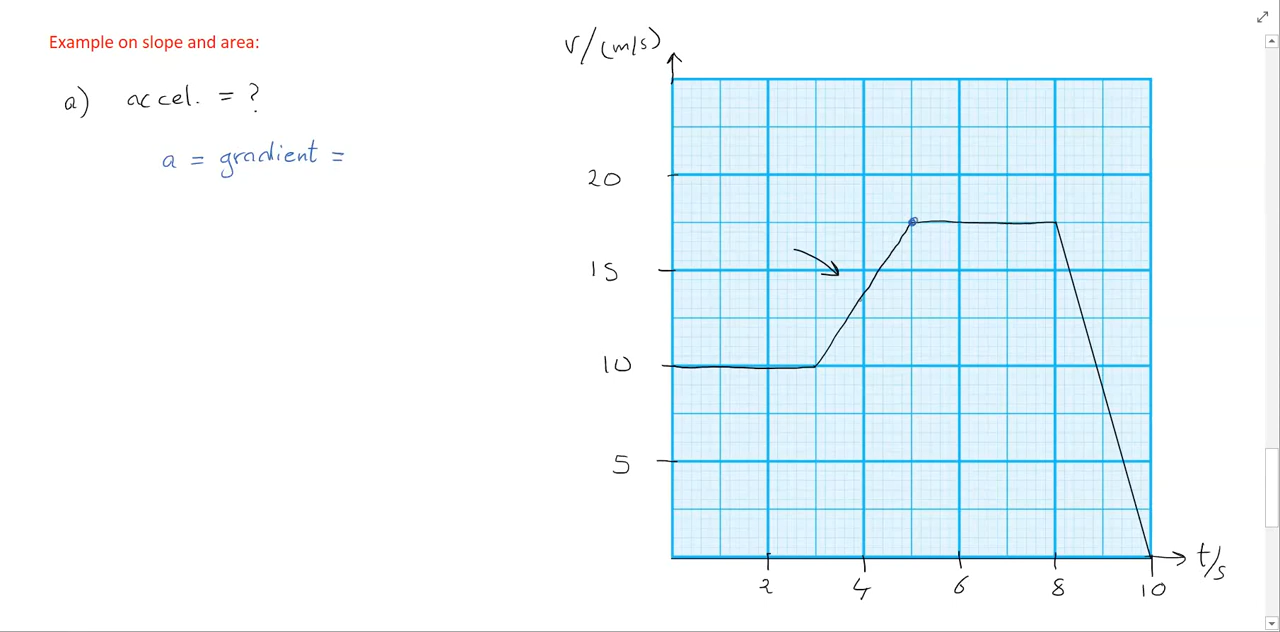 Example on slope and area:
a) accel. = ?
a = gradient =
v/(m/s)
20
15
10
5
2 4 6 8 10
t/s